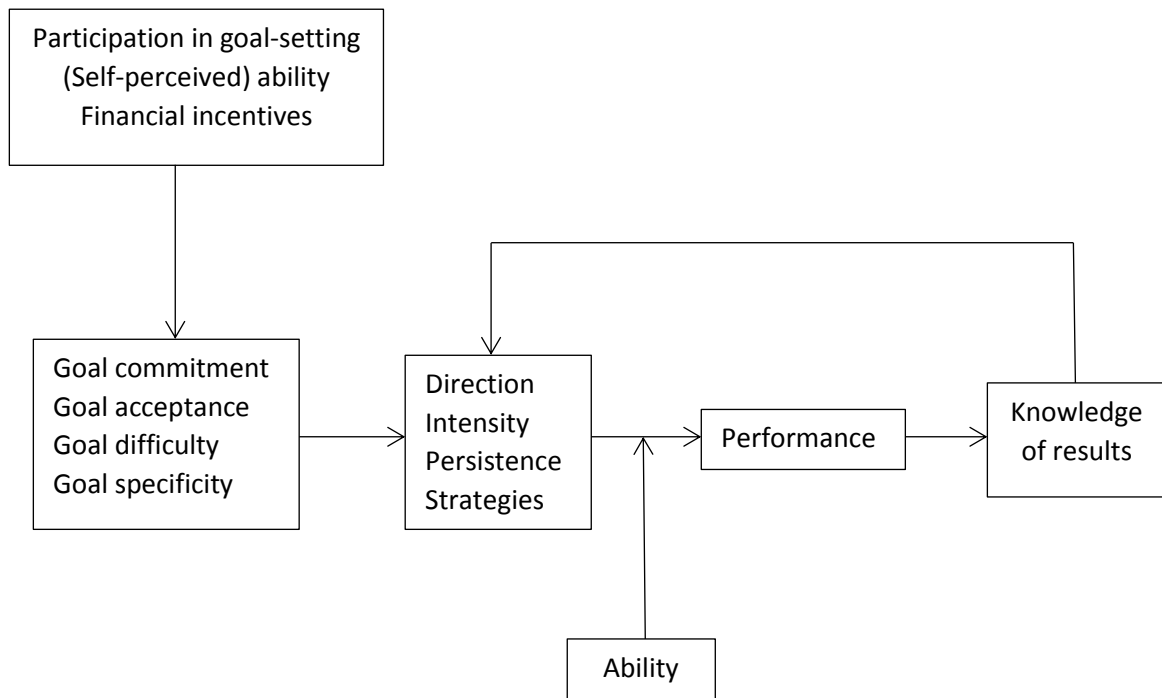 Participation in goal-setting
(Self-perceived) ability
Financial incentives
Goal commitment
Goal acceptance
Goal difficulty
Goal specificity
Direction
Intensity
Persistence
Strategies
Performance
Knowledge
of results
Ability